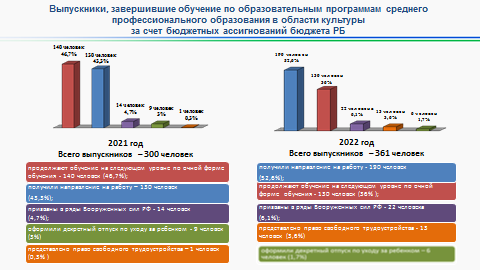 Выпускники, завершившие обучение по образовательным программам среднего
профессионального образования в области культуры
за счет бюджетных ассигнований бюджета РБ
140 человек
46,7%
130 человек
43,3%
14 человек
4,7%
9 человек
3%
1 человек
0,3%
190 человек
52,6%
130 человек
36%
22 человека
6,1%
13 человек
3,6%
6 человек
1,7%
2021 год
Всего выпускников – 300 человек
2022 год
Всего выпускников – 361 человек
продолжают обучение на следующем уровне по очной форме
обучения - 140 человек (46,7%);
получили направление на работу – 130 человек
(43,3%);
призваны в ряды Вооруженных сил РФ - 14 человек
(4,7%);
оформили декретный отпуск по уходу за ребенком - 9 человек
(3%)
предоставлено право свободного трудоустройства – 1 человек
(0,3% )
получили направление на работу - 190 человек
(52,6%);
продолжают обучение на следующем уровне по очной
форме обучения - 130 человек (36% );
призваны в ряды Вооруженных сил РФ - 22 человека
(6,1%);
предоставлено право свободного трудоустройства - 13
человек (3,6%)
оформили декретный отпуск по уходу за ребенком – 6
человек (1,7%)